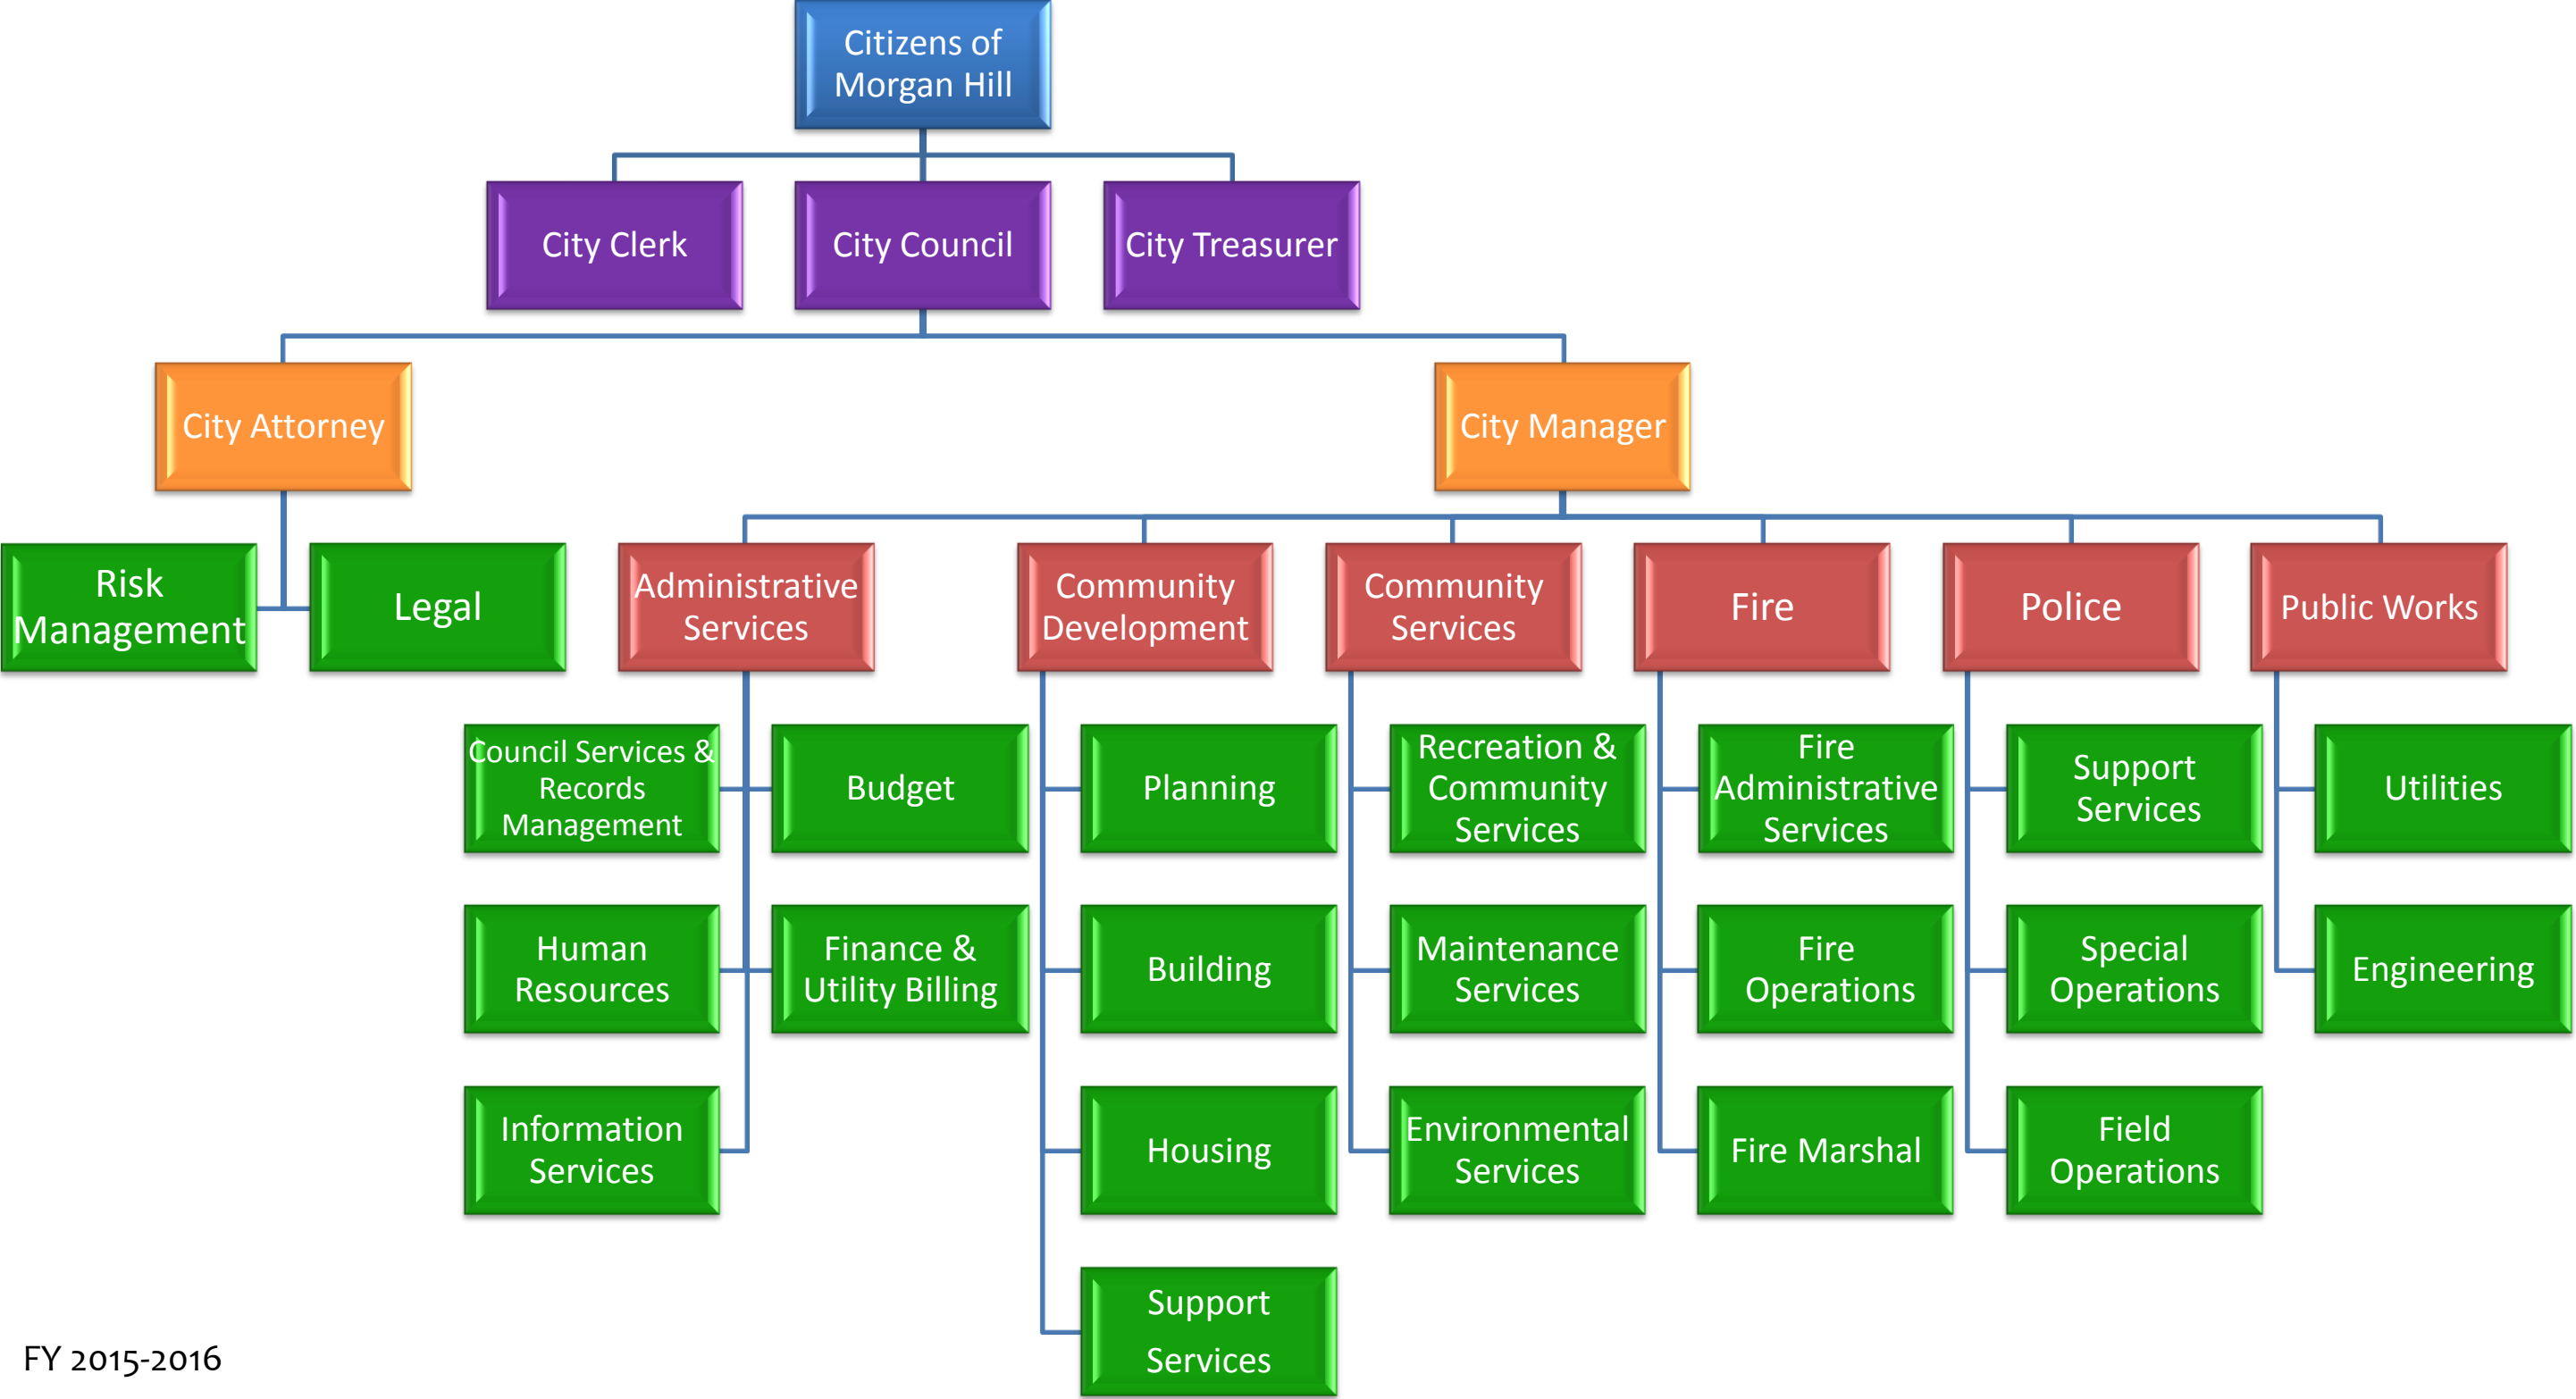 Citizens of
Morgan Hill
City Clerk
City Council
City Treasurer
City Attorney
City Manager
Risk
Management
Legal
Administrative
Services
Community
Development
Community
Services
Fire
Police
Public Works
Council Services &
Records
Management
Budget
Planning
Recreation &
Community
Services
Fire
Administrative
Services
Support
Services
Utilities
Human
Resources
Finance &
Utility Billing
Building
Maintenance
Services
Fire
Operations
Special
Operations
Engineering
Information
Services
Housing
Environmental
Services
Fire Marshal
Field
Operations
Support
Services
FY 2015-2016